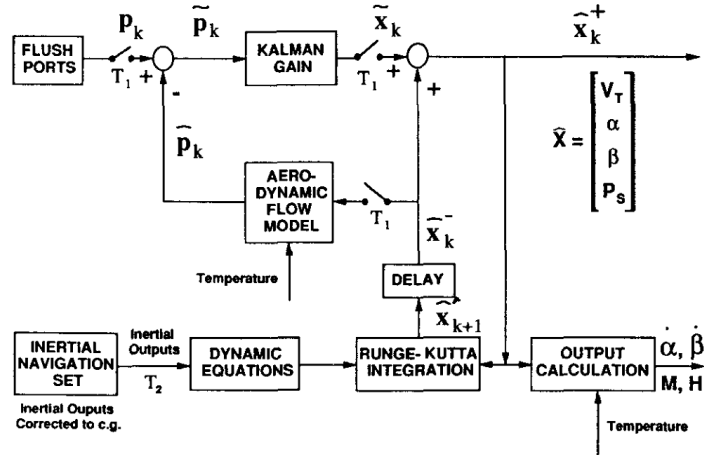 FLUSH
PORTS
p_k
T_1
+
-
p̃_k
KALMAN
GAIN
x̃_k
T_1
+
+
x̂_k^+
X̂ = [V_T α β P_S]
p̂_k
AERO-
DYNAMIC
FLOW
MODEL
T_1
x̂_k^-
Temperature
DELAY
x̂_{k+1}^-
INERTIAL
NAVIGATION
SET
Inertial
Outputs
T_2
DYNAMIC
EQUATIONS
RUNGE- KUTTA
INTEGRATION
OUTPUT
CALCULATION
α̇, β̇
M, H
Inertial Ouputs
Corrected to c.g.
Temperature